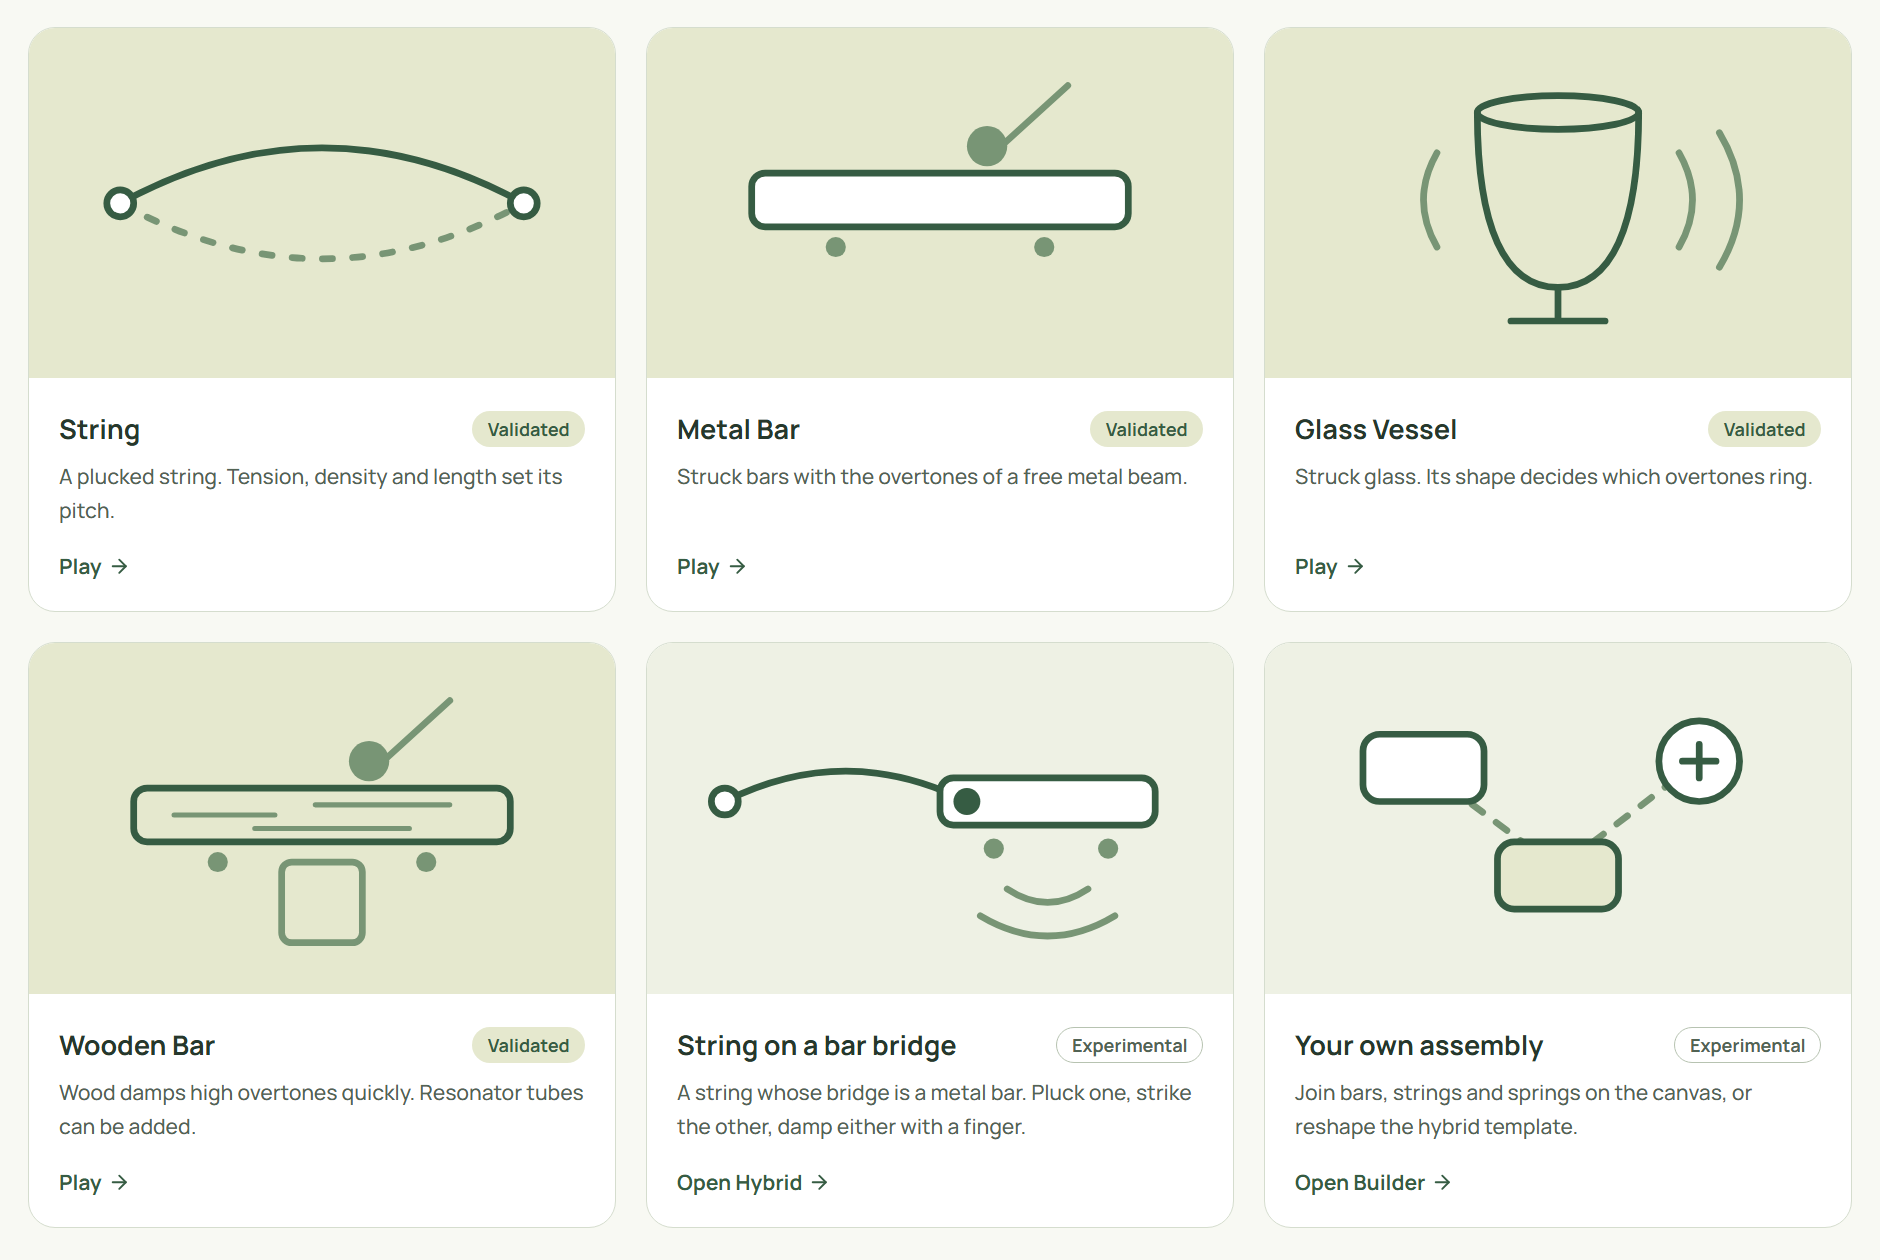 String
Validated
A plucked string. Tension, density and length set its
pitch.
Play →
Metal Bar
Validated
Struck bars with the overtones of a free metal beam.
Play →
Glass Vessel
Validated
Struck glass. Its shape decides which overtones ring.
Play →
Wooden Bar
Validated
Wood damps high overtones quickly. Resonator tubes
can be added.
Play →
String on a bar bridge
Experimental
A string whose bridge is a metal bar. Pluck one, strike
the other, damp either with a finger.
Open Hybrid →
Your own assembly
Experimental
Join bars, strings and springs on the canvas, or
reshape the hybrid template.
Open Builder →